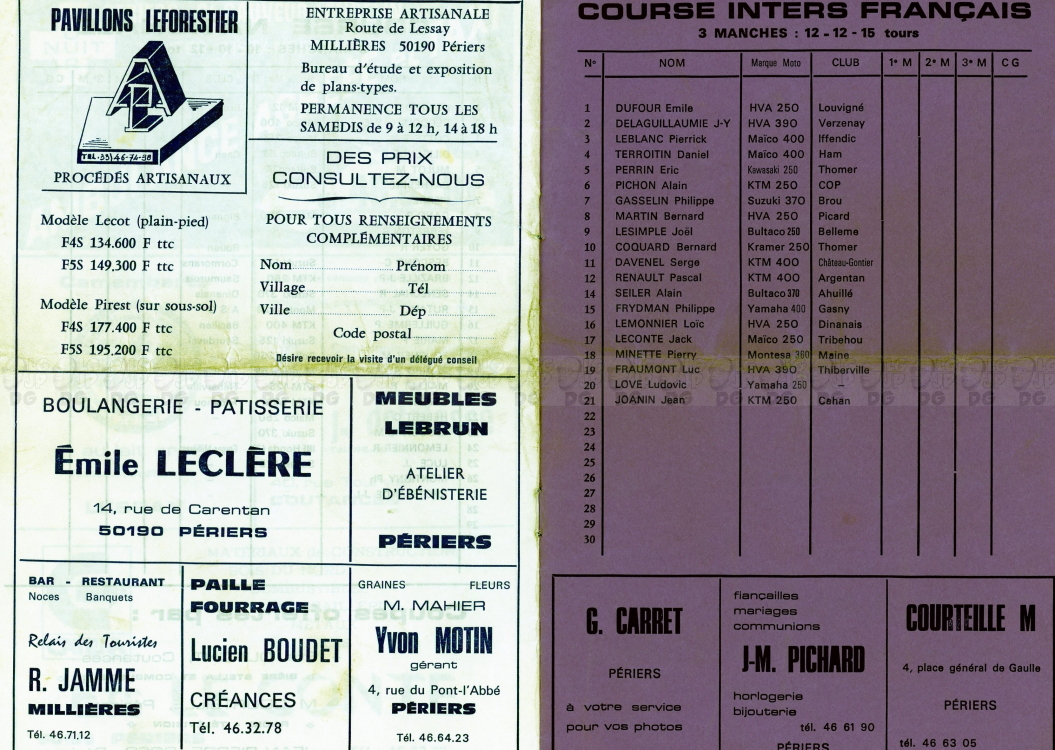 PAVILLONS LEFORESTIER
TEL.33)46-74-98
PROCÉDÉS ARTISANAUX
ENTREPRISE ARTISANALE
Route de Lessay
MILLIÈRES 50190 Périers
Bureau d'étude et exposition
de plans-types.
PERMANENCE TOUS LES
SAMEDIS de 9 à 12 h, 14 à 18 h
DES PRIX
CONSULTEZ-NOUS
Modèle Lecot (plain-pied)
F4S 134.600 F ttc
F5S 149,300 F ttc
Modèle Pirest (sur sous-sol)
F4S 177.400 F ttc
F5S 195,200 F ttc
POUR TOUS RENSEIGNEMENTS
COMPLÉMENTAIRES
Nom Prénom
Village Tél
Ville Dép
Code postal
Désire recevoir la visite d'un délégué conseil
BOULANGERIE - PATISSERIE
Émile LECLÈRE
14, rue de Carentan
50190 PÉRIERS
MEUBLES
LEBRUN
ATELIER
D'ÉBÉNISTERIE
PÉRIERS
BAR - RESTAURANT
Noces Banquets
Relais des Touristes
R. JAMME
MILLIÈRES
Tél. 46.71,12
PAILLE
FOURRAGE
Lucien BOUDET
CRÉANCES
Tél. 46.32.78
GRAINES FLEURS
M. MAHIER
Yvon MOTIN
gérant
4, rue du Pont-l'Abbé
PÉRIERS
Tél. 46.64.23
COURSE INTERS FRANÇAIS
3 MANCHES : 12 - 12 - 15 tours
N° NOM Marque Moto CLUB 1e M 2e M 3e M C G
1 DUFOUR Emile HVA 250 Louvigné
2 DELAGUILLAUMIE J-Y HVA 390 Verzenay
3 LEBLANC Pierrick Maïco 400 Iffendic
4 TERROITIN Daniel Maïco 400 Ham
5 PERRIN Eric Kawasaki 250 Thomer
6 PICHON Alain KTM 250 COP
7 GASSELIN Philippe Suzuki 370 Brou
8 MARTIN Bernard HVA 250 Picard
9 LESIMPLE Joël Bultaco 250 Belleme
10 COQUARD Bernard Kramer 250 Thomer
11 DAVENEL Serge KTM 400 Château-Gontier
12 RENAULT Pascal KTM 400 Argentan
14 SEILER Alain Bultaco 370 Ahuillé
15 FRYDMAN Philippe Yamaha 400 Gasny
16 LEMONNIER Loïc HVA 250 Dinanais
17 LECONTE Jack Maïco 250 Tribehou
18 MINETTE Pierry Montesa 360 Maine
19 FRAUMONT Luc HVA 390 Thiberville
20 LOVE Ludovic Yamaha 250 -
21 JOANIN Jean KTM 250 Cahan
22
23
24
25
26
27
28
29
30
G. CARRET
PÉRIERS
à votre service
pour vos photos
fiançailles
mariages
communions
J-M. PICHARD
horlogerie
bijouterie
tél. 46 61 90
PÉRIERS
COURTEILLE M
4, place général de Gaulle
PÉRIERS
tél. 46 63 05